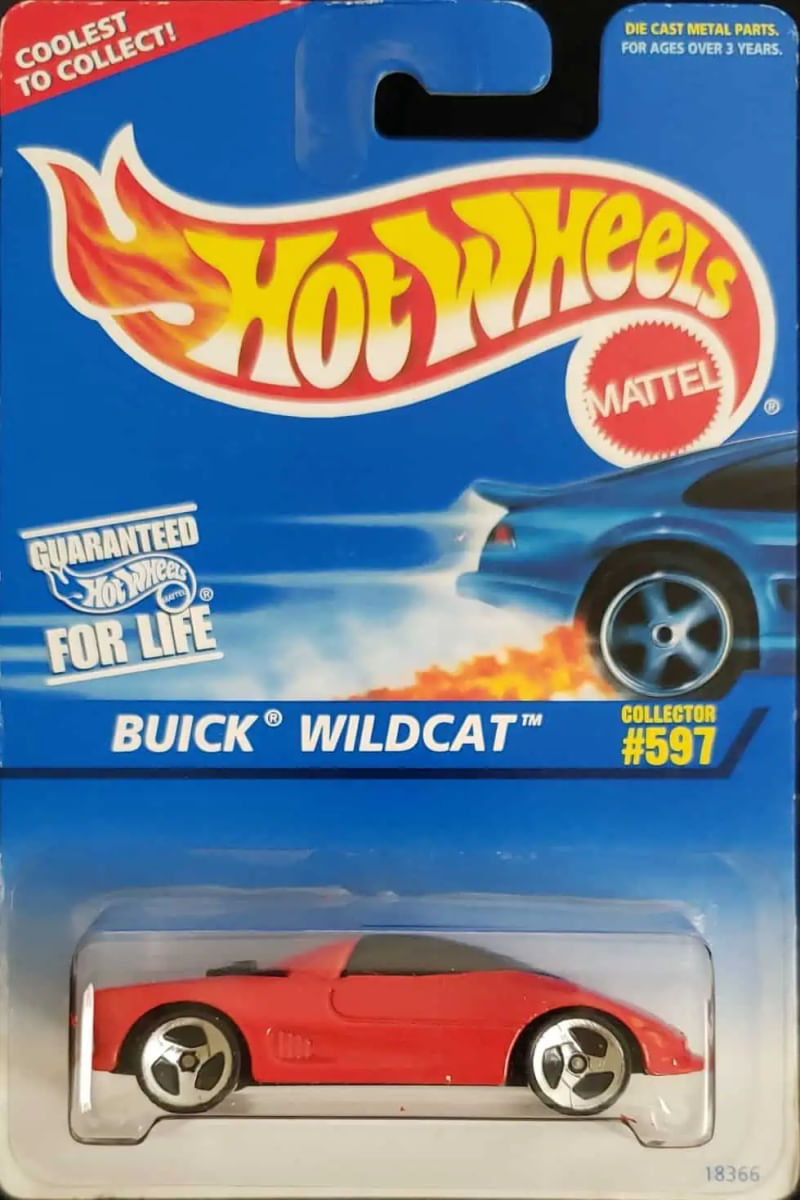 COOLEST
TO COLLECT!
DIE CAST METAL PARTS.
FOR AGES OVER 3 YEARS.
HOT WHEELS
MATTEL
®
GUARANTEED
HOT WHEELS
MATTEL
®
FOR LIFE
BUICK® WILDCAT™
COLLECTOR
#597
18366